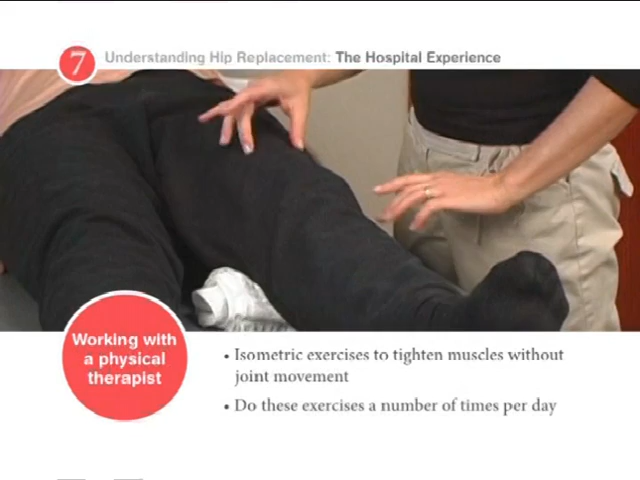 7 Understanding Hip Replacement: The Hospital Experience
Working with
a physical
therapist
• Isometric exercises to tighten muscles without
joint movement
• Do these exercises a number of times per day